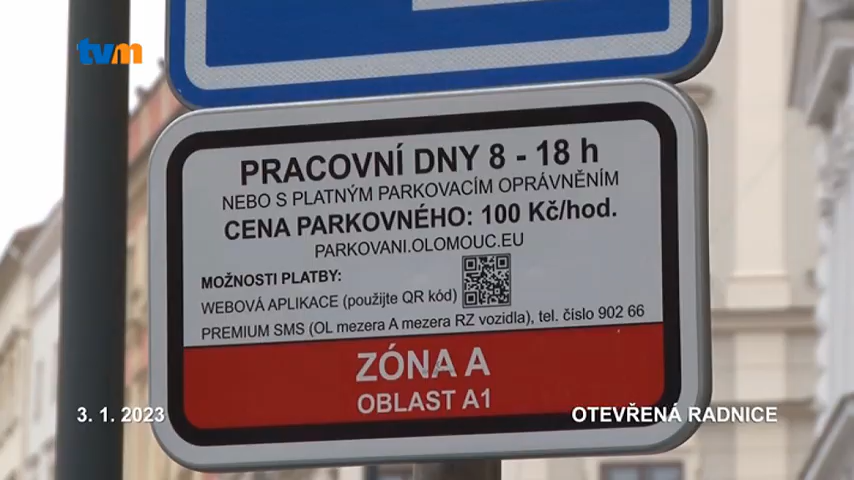 tvm
PRACOVNÍ DNY 8 - 18 h
NEBO S PLATNÝM PARKOVACÍM OPRÁVNĚNÍM
CENA PARKOVNÉHO: 100 Kč/hod.
PARKOVANI.OLOMOUC.EU
MOŽNOSTI PLATBY:
WEBOVÁ APLIKACE (použijte QR kód)
PREMIUM SMS (OL mezera A mezera RZ vozidla), tel. číslo 902 66
ZÓNA A
OBLAST A1
3. 1. 2023
OTEVŘENÁ RADNICE